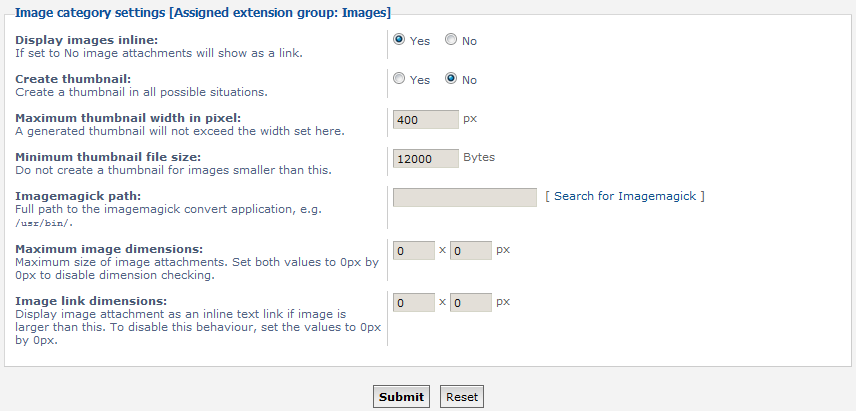 Image category settings [Assigned extension group: Images]
Display images inline:
If set to No image attachments will show as a link.
Yes No
Create thumbnail:
Create a thumbnail in all possible situations.
Yes No
Maximum thumbnail width in pixel:
A generated thumbnail will not exceed the width set here.
400 px
Minimum thumbnail file size:
Do not create a thumbnail for images smaller than this.
12000 Bytes
Imagemagick path:
Full path to the imagemagick convert application, e.g.
/usr/bin/.
[ Search for Imagemagick ]
Maximum image dimensions:
Maximum size of image attachments. Set both values to 0px by
0px to disable dimension checking.
0 x 0 px
Image link dimensions:
Display image attachment as an inline text link if image is
larger than this. To disable this behaviour, set the values to 0px
by 0px.
0 x 0 px
Submit Reset